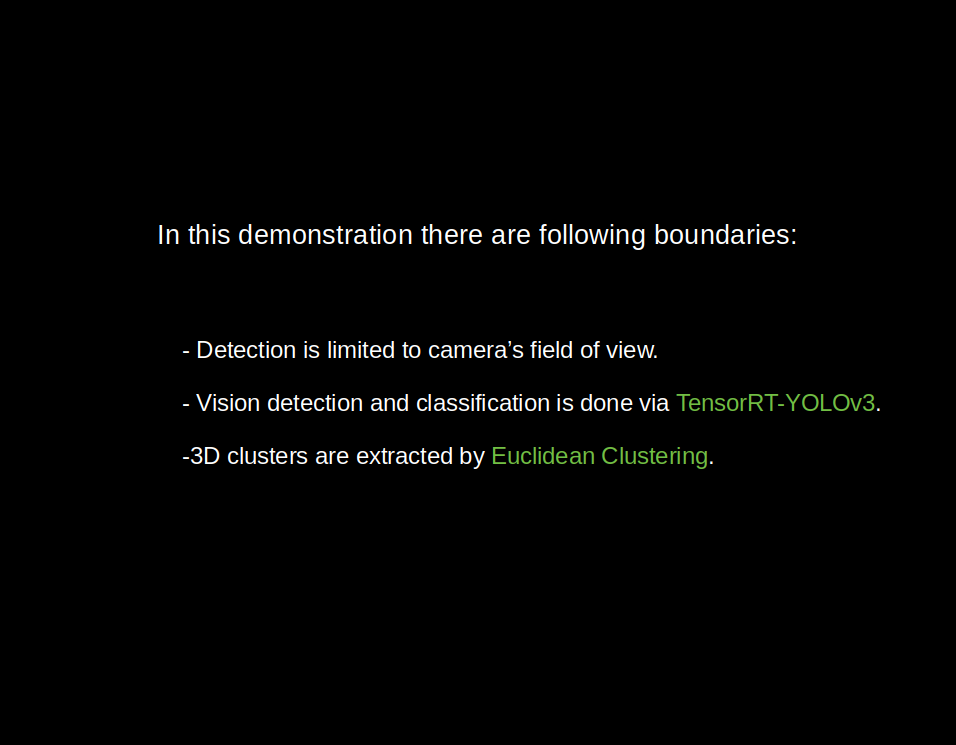 In this demonstration there are following boundaries:
- Detection is limited to camera’s field of view.
- Vision detection and classification is done via TensorRT-YOLOv3.
-3D clusters are extracted by Euclidean Clustering.